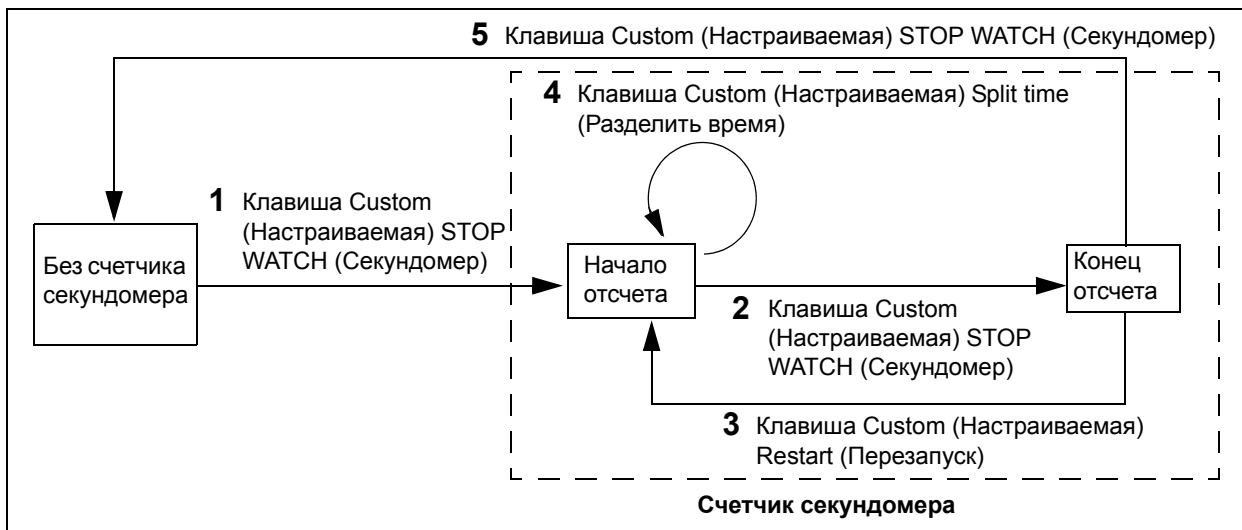 5 Клавиша Custom (Настраиваемая) STOP WATCH (Секундомер)
4 Клавиша Custom (Настраиваемая) Split time
(Разделить время)
1 Клавиша Custom
(Настраиваемая) STOP
WATCH (Секундомер)
Без счетчика
секундомера
Начало
отсчета
Конец
отсчета
2 Клавиша Custom
(Настраиваемая) STOP
WATCH (Секундомер)
3 Клавиша Custom (Настраиваемая)
Restart (Перезапуск)
Счетчик секундомера